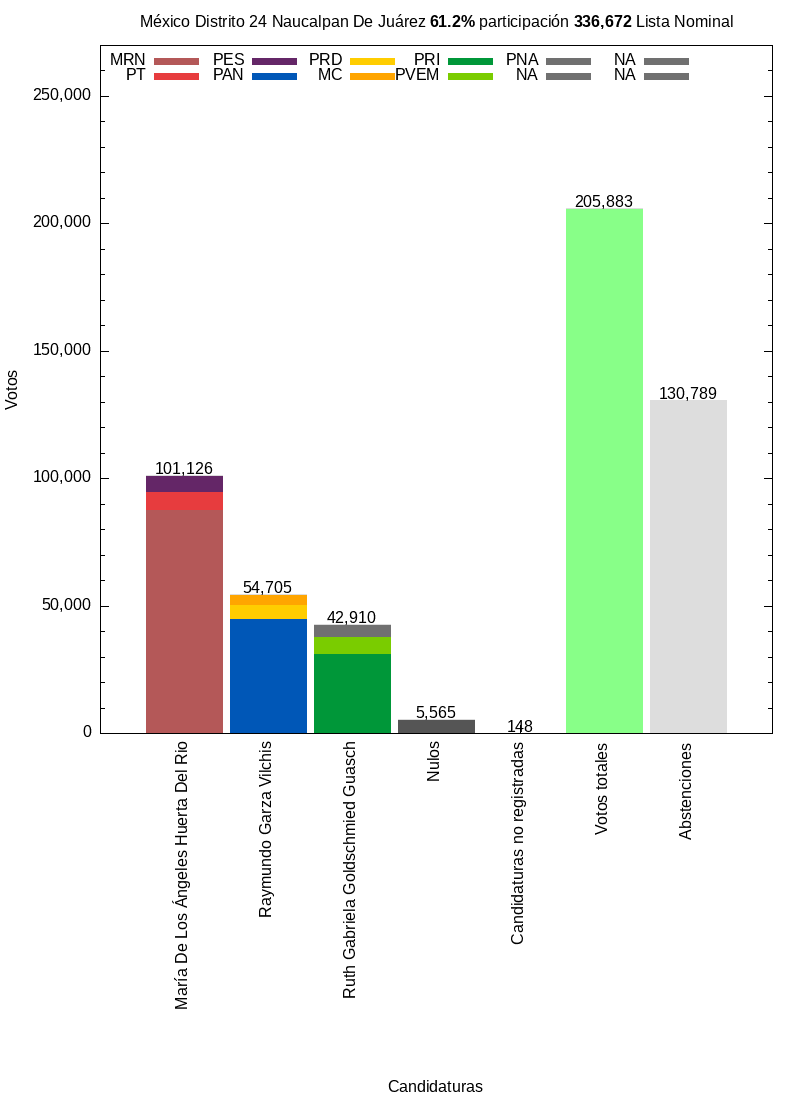 México Distrito 24 Naucalpan De Juárez 61.2% participación 336,672 Lista Nominal
MRN PES PRD PRI PNA NA
PT PAN MC PVEM NA NA
250,000
200,000
150,000
100,000
50,000
0
Votos
101,126
54,705
42,910
5,565
148
205,883
130,789
María De Los Ángeles Huerta Del Rio
Raymundo Garza Vilchis
Ruth Gabriela Goldschmied Guasch
Nulos
Candidaturas no registradas
Votos totales
Abstenciones
Candidaturas